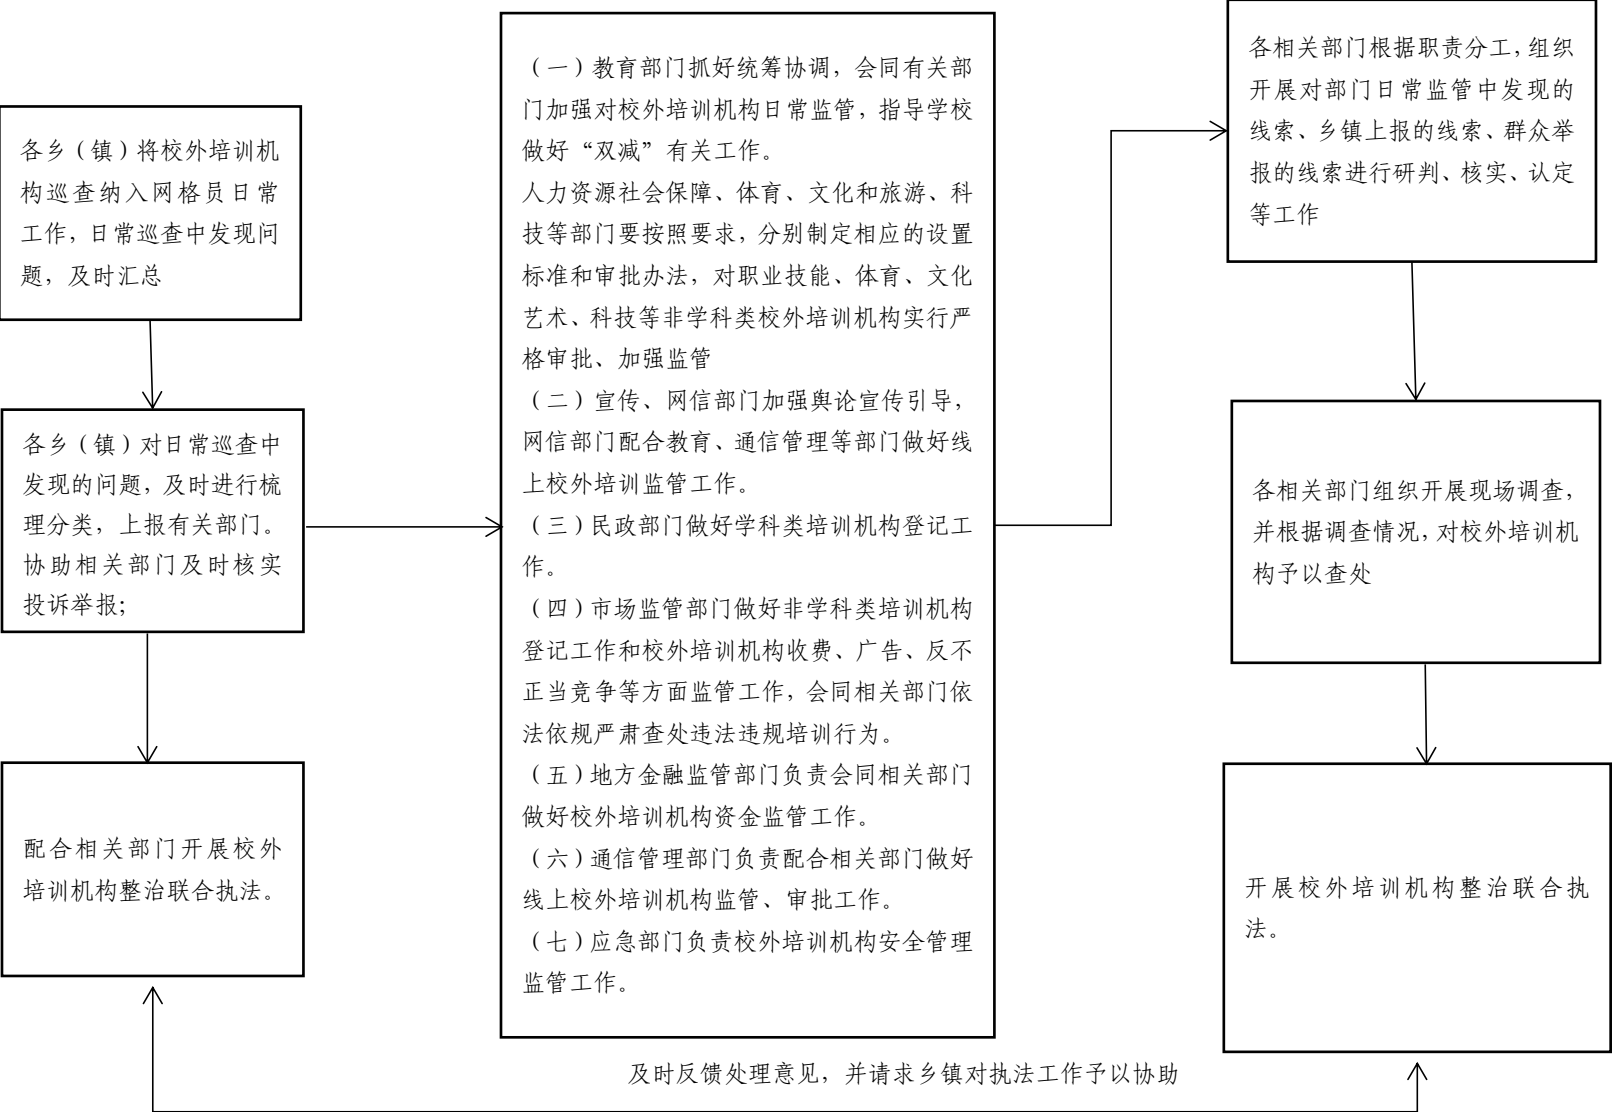 各乡（镇）将校外培训机
构巡查纳入网格员日常
工作，日常巡查中发现问
题，及时汇总
各乡（镇）对日常巡查中
发现的问题，及时进行梳
理分类，上报有关部门。
协助相关部门及时核实
投诉举报；
配合相关部门开展校外
培训机构整治联合执法。
（一）教育部门抓好统筹协调，会同有关部
门加强对校外培训机构日常监管，指导学校
做好“双减”有关工作。
人力资源社会保障、体育、文化和旅游、科
技等部门要按照要求，分别制定相应的设置
标准和审批办法，对职业技能、体育、文化
艺术、科技等非学科类校外培训机构实行严
格审批、加强监管
（二）宣传、网信部门加强舆论宣传引导，
网信部门配合教育、通信管理等部门做好线
上校外培训监管工作。
（三）民政部门做好学科类培训机构登记工
作。
（四）市场监管部门做好非学科类培训机构
登记工作和校外培训机构收费、广告、反不
正当竞争等方面监管工作，会同相关部门依
法依规严肃查处违法违规培训行为。
（五）地方金融监管部门负责会同相关部门
做好校外培训机构资金监管工作。
（六）通信管理部门负责配合相关部门做好
线上校外培训机构监管、审批工作。
（七）应急部门负责校外培训机构安全管理
监管工作。
各相关部门根据职责分工，组织
开展对部门日常监管中发现的
线索、乡镇上报的线索、群众举
报的线索进行研判、核实、认定
等工作
各相关部门组织开展现场调查，
并根据调查情况，对校外培训机
构予以查处
开展校外培训机构整治联合执
法。
及时反馈处理意见，并请求乡镇对执法工作予以协助